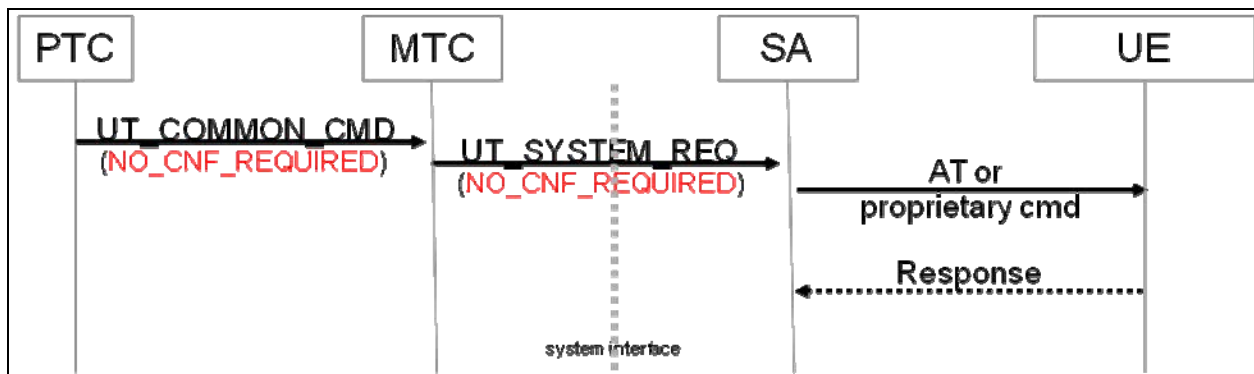 PTC
MTC
SA
UE
UT_COMMON_CMD
(NO_CNF_REQUIRED)
UT_SYSTEM_REQ
(NO_CNF_REQUIRED)
AT or
proprietary cmd
Response
system interface